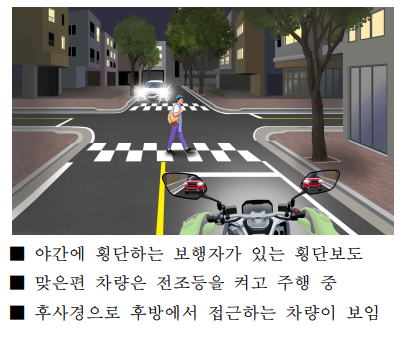 ■ 야간에 횡단하는 보행자가 있는 횡단보도
■ 맞은편 차량은 전조등을 켜고 주행 중
■ 후사경으로 후방에서 접근하는 차량이 보임